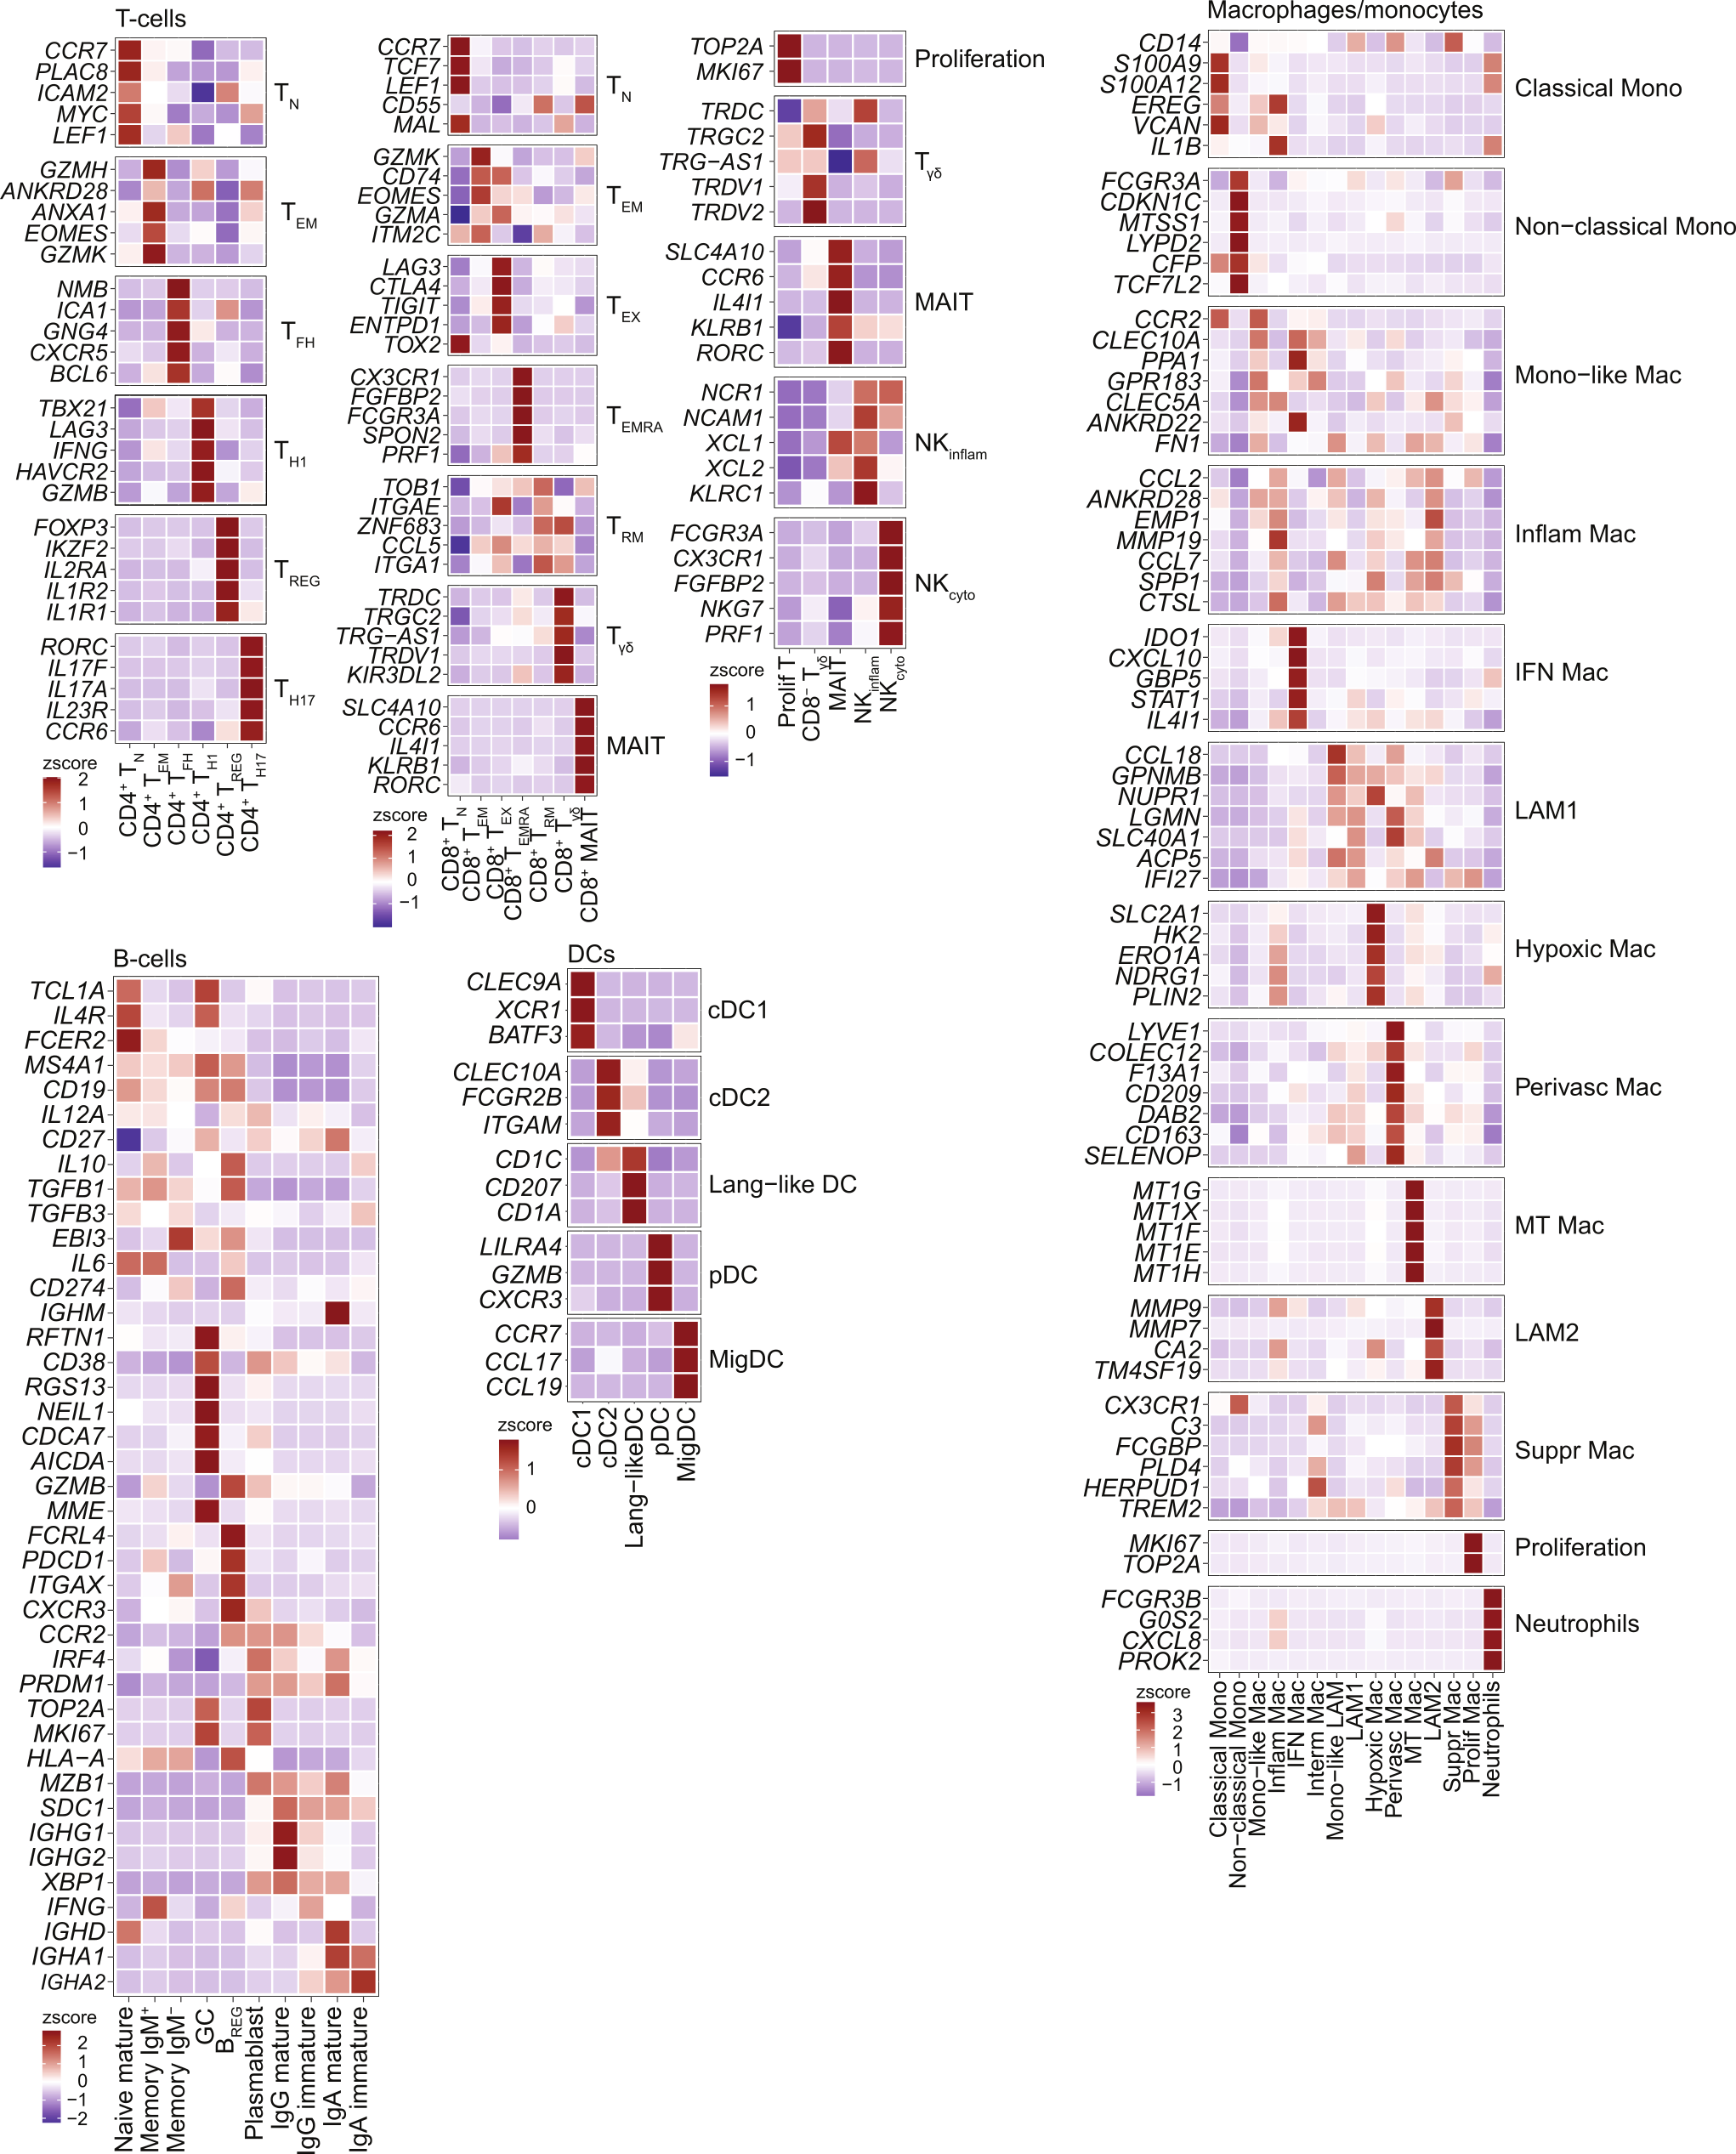 T-cells
CCR7
PLAC8
ICAM2
MYC
LEF1
TN
GZMH
ANKRD28
ANXA1
EOMES
GZMK
TEM
NMB
ICA1
GNG4
CXCR5
BCL6
TFH
TBX21
LAG3
IFNG
HAVCR2
GZMB
TH1
FOXP3
IKZF2
IL2RA
IL1R2
IL1R1
TREG
RORC
IL17F
IL17A
IL23R
CCR6
TH17
zscore
2
1
0
−1
CD4+ TN
CD4+ TEM
CD4+ TFH
CD4+ TH1
CD4+ TREG
CD4+ TH17
CCR7
TCF7
LEF1
CD55
MAL
TN
GZMK
CD74
EOMES
GZMA
ITM2C
TEM
LAG3
CTLA4
TIGIT
ENTPD1
TOX2
TEX
CX3CR1
FGFBP2
FCGR3A
SPON2
PRF1
TEMRA
TOB1
ITGAE
ZNF683
CCL5
ITGA1
TRM
TRDC
TRGC2
TRG−AS1
TRDV1
KIR3DL2
Tγδ
SLC4A10
CCR6
IL4I1
KLRB1
RORC
MAIT
zscore
2
1
0
−1
CD8+ TN
CD8+ TEM
CD8+ TEX
CD8+ TEMRA
CD8+ TRM
CD8+ Tγδ
CD8+ MAIT
TOP2A
MKI67
Proliferation
TRDC
TRGC2
TRG−AS1
TRDV1
TRDV2
Tγδ
SLC4A10
CCR6
IL4I1
KLRB1
RORC
MAIT
NCR1
NCAM1
XCL1
XCL2
KLRC1
NKinflam
FCGR3A
CX3CR1
FGFBP2
NKG7
PRF1
NKcyto
zscore
1
0
−1
Prolif T
CD8− Tγδ
MAIT
NKinflam
NKcyto
Macrophages/monocytes
CD14
S100A9
S100A12
EREG
VCAN
IL1B
Classical Mono
FCGR3A
CDKN1C
MTSS1
LYPD2
CFP
TCF7L2
Non−classical Mono
CCR2
CLEC10A
PPA1
GPR183
CLEC5A
ANKRD22
FN1
Mono−like Mac
CCL2
ANKRD28
EMP1
MMP19
CCL7
SPP1
CTSL
Inflam Mac
IDO1
CXCL10
GBP5
STAT1
IL4I1
IFN Mac
CCL18
GPNMB
NUPR1
LGMN
SLC40A1
ACP5
IFI27
LAM1
SLC2A1
HK2
ERO1A
NDRG1
PLIN2
Hypoxic Mac
LYVE1
COLEC12
F13A1
CD209
DAB2
CD163
SELENOP
Perivasc Mac
MT1G
MT1X
MT1F
MT1E
MT1H
MT Mac
MMP9
MMP7
CA2
TM4SF19
LAM2
CX3CR1
C3
FCGBP
PLD4
HERPUD1
TREM2
Suppr Mac
MKI67
TOP2A
Proliferation
FCGR3B
G0S2
CXCL8
PROK2
Neutrophils
zscore
3
2
1
0
−1
Classical Mono
Non−classical Mono
Mono−like Mac
Inflam Mac
IFN Mac
Interm Mac
Mono−like LAM
LAM1
Hypoxic Mac
Perivasc Mac
MT Mac
LAM2
Suppr Mac
Prolif Mac
Neutrophils
B-cells
TCL1A
IL4R
FCER2
MS4A1
CD19
IL12A
CD27
IL10
TGFB1
TGFB3
EBI3
IL6
CD274
IGHM
RFTN1
CD38
RGS13
NEIL1
CDCA7
AICDA
GZMB
MME
FCRL4
PDCD1
ITGAX
CXCR3
CCR2
IRF4
PRDM1
TOP2A
MKI67
HLA−A
MZB1
SDC1
IGHG1
IGHG2
XBP1
IFNG
IGHD
IGHA1
IGHA2
zscore
2
1
0
−1
−2
Naive mature
Memory IgM+
Memory IgM−
GC
BREG
Plasmablast
IgG mature
IgG immature
IgA mature
IgA immature
DCs
CLEC9A
XCR1
BATF3
cDC1
CLEC10A
FCGR2B
ITGAM
cDC2
CD1C
CD207
CD1A
Lang−like DC
LILRA4
GZMB
CXCR3
pDC
CCR7
CCL17
CCL19
MigDC
zscore
1
0
cDC1
cDC2
Lang−likeDC
pDC
MigDC